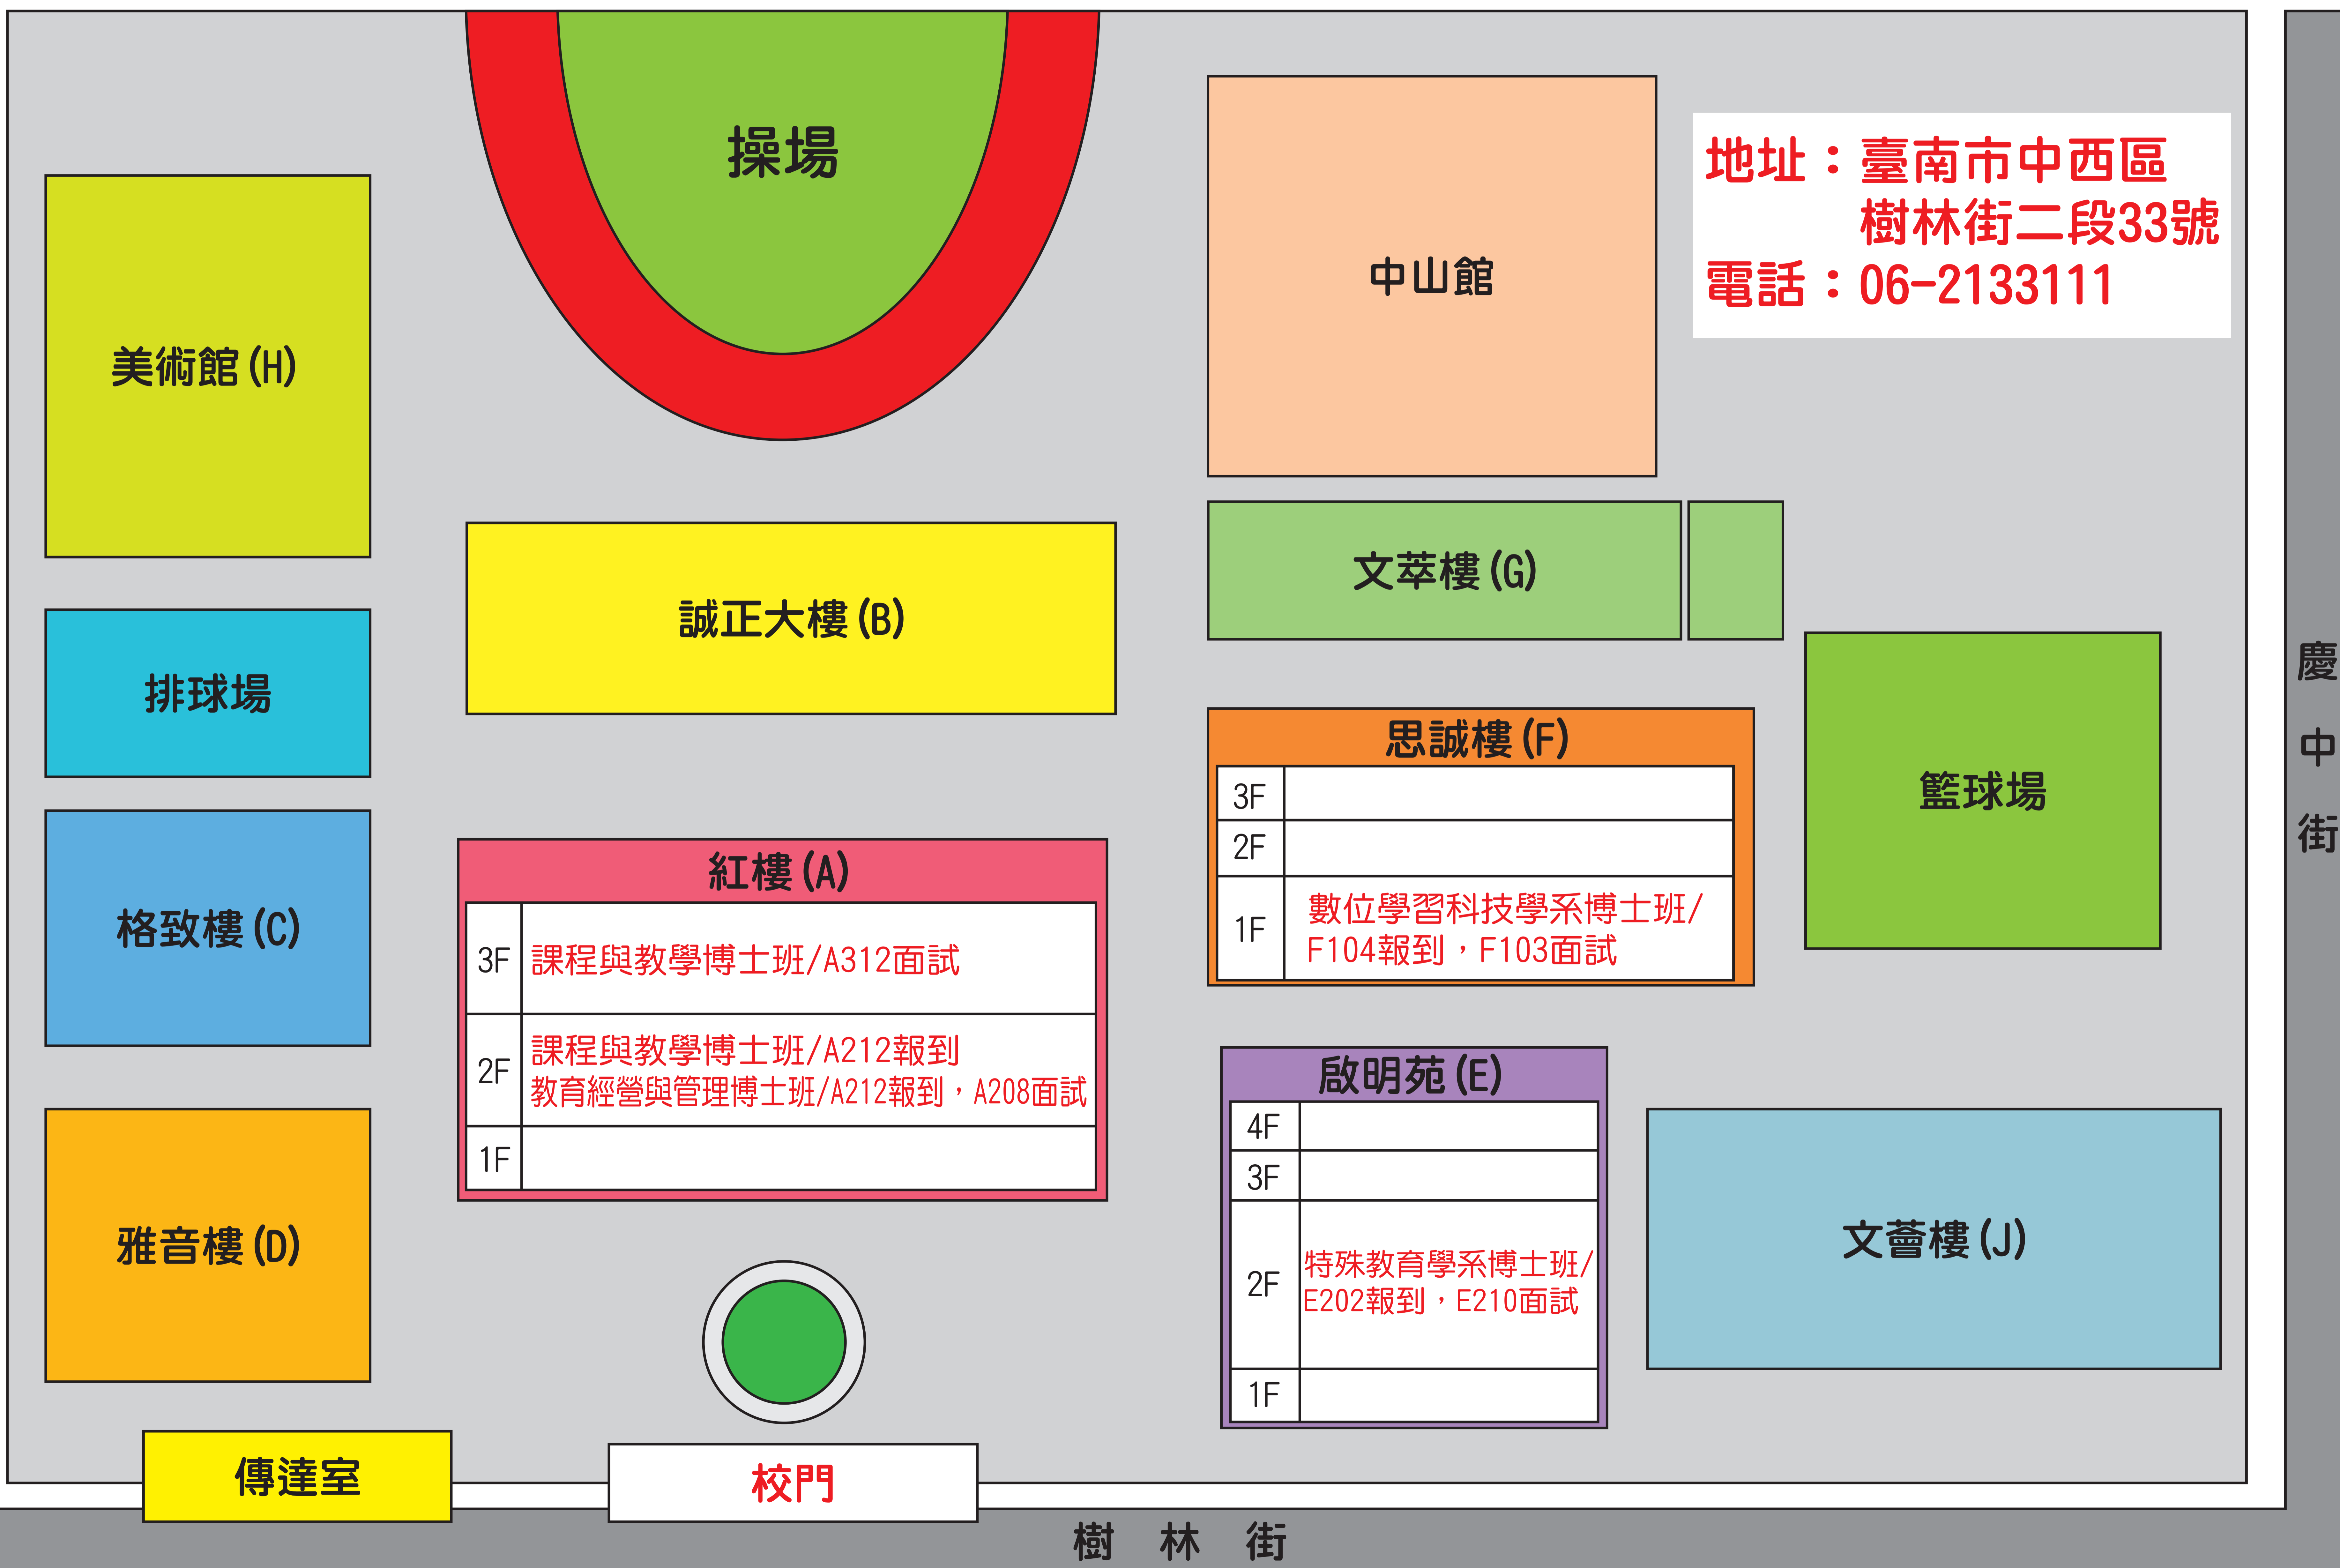 操場
地址：臺南市中西區
樹林街二段33號
電話：06-2133111
中山館
美術館(H)
文萃樓(G)
誠正大樓(B)
排球場
思誠樓(F)
3F
2F
1F 數位學習科技學系博士班/
F104報到，F103面試
籃球場
慶中街
紅樓(A)
3F 課程與教學博士班/A312面試
2F 課程與教學博士班/A212報到
教育經營與管理博士班/A212報到，A208面試
1F
格致樓(C)
啟明苑(E)
4F
3F
2F 特殊教育學系博士班/
E202報到，E210面試
1F
雅音樓(D)
文薈樓(J)
傳達室
校門
樹林街